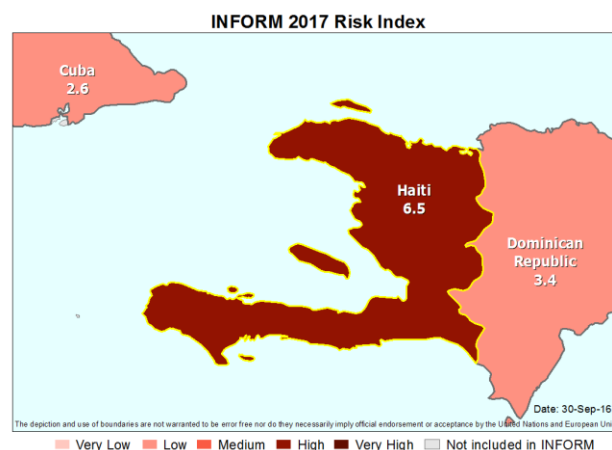 INFORM 2017 Risk Index
Cuba
2.6
Haiti
6.5
Dominican
Republic
3.4
Date: 30-Sep-16
The depiction and use of boundaries are not warranted to be error free nor do they necessarily imply official endorsement or acceptance by the United Nations and European Uni
Very Low Low Medium High Very High Not included in INFORM